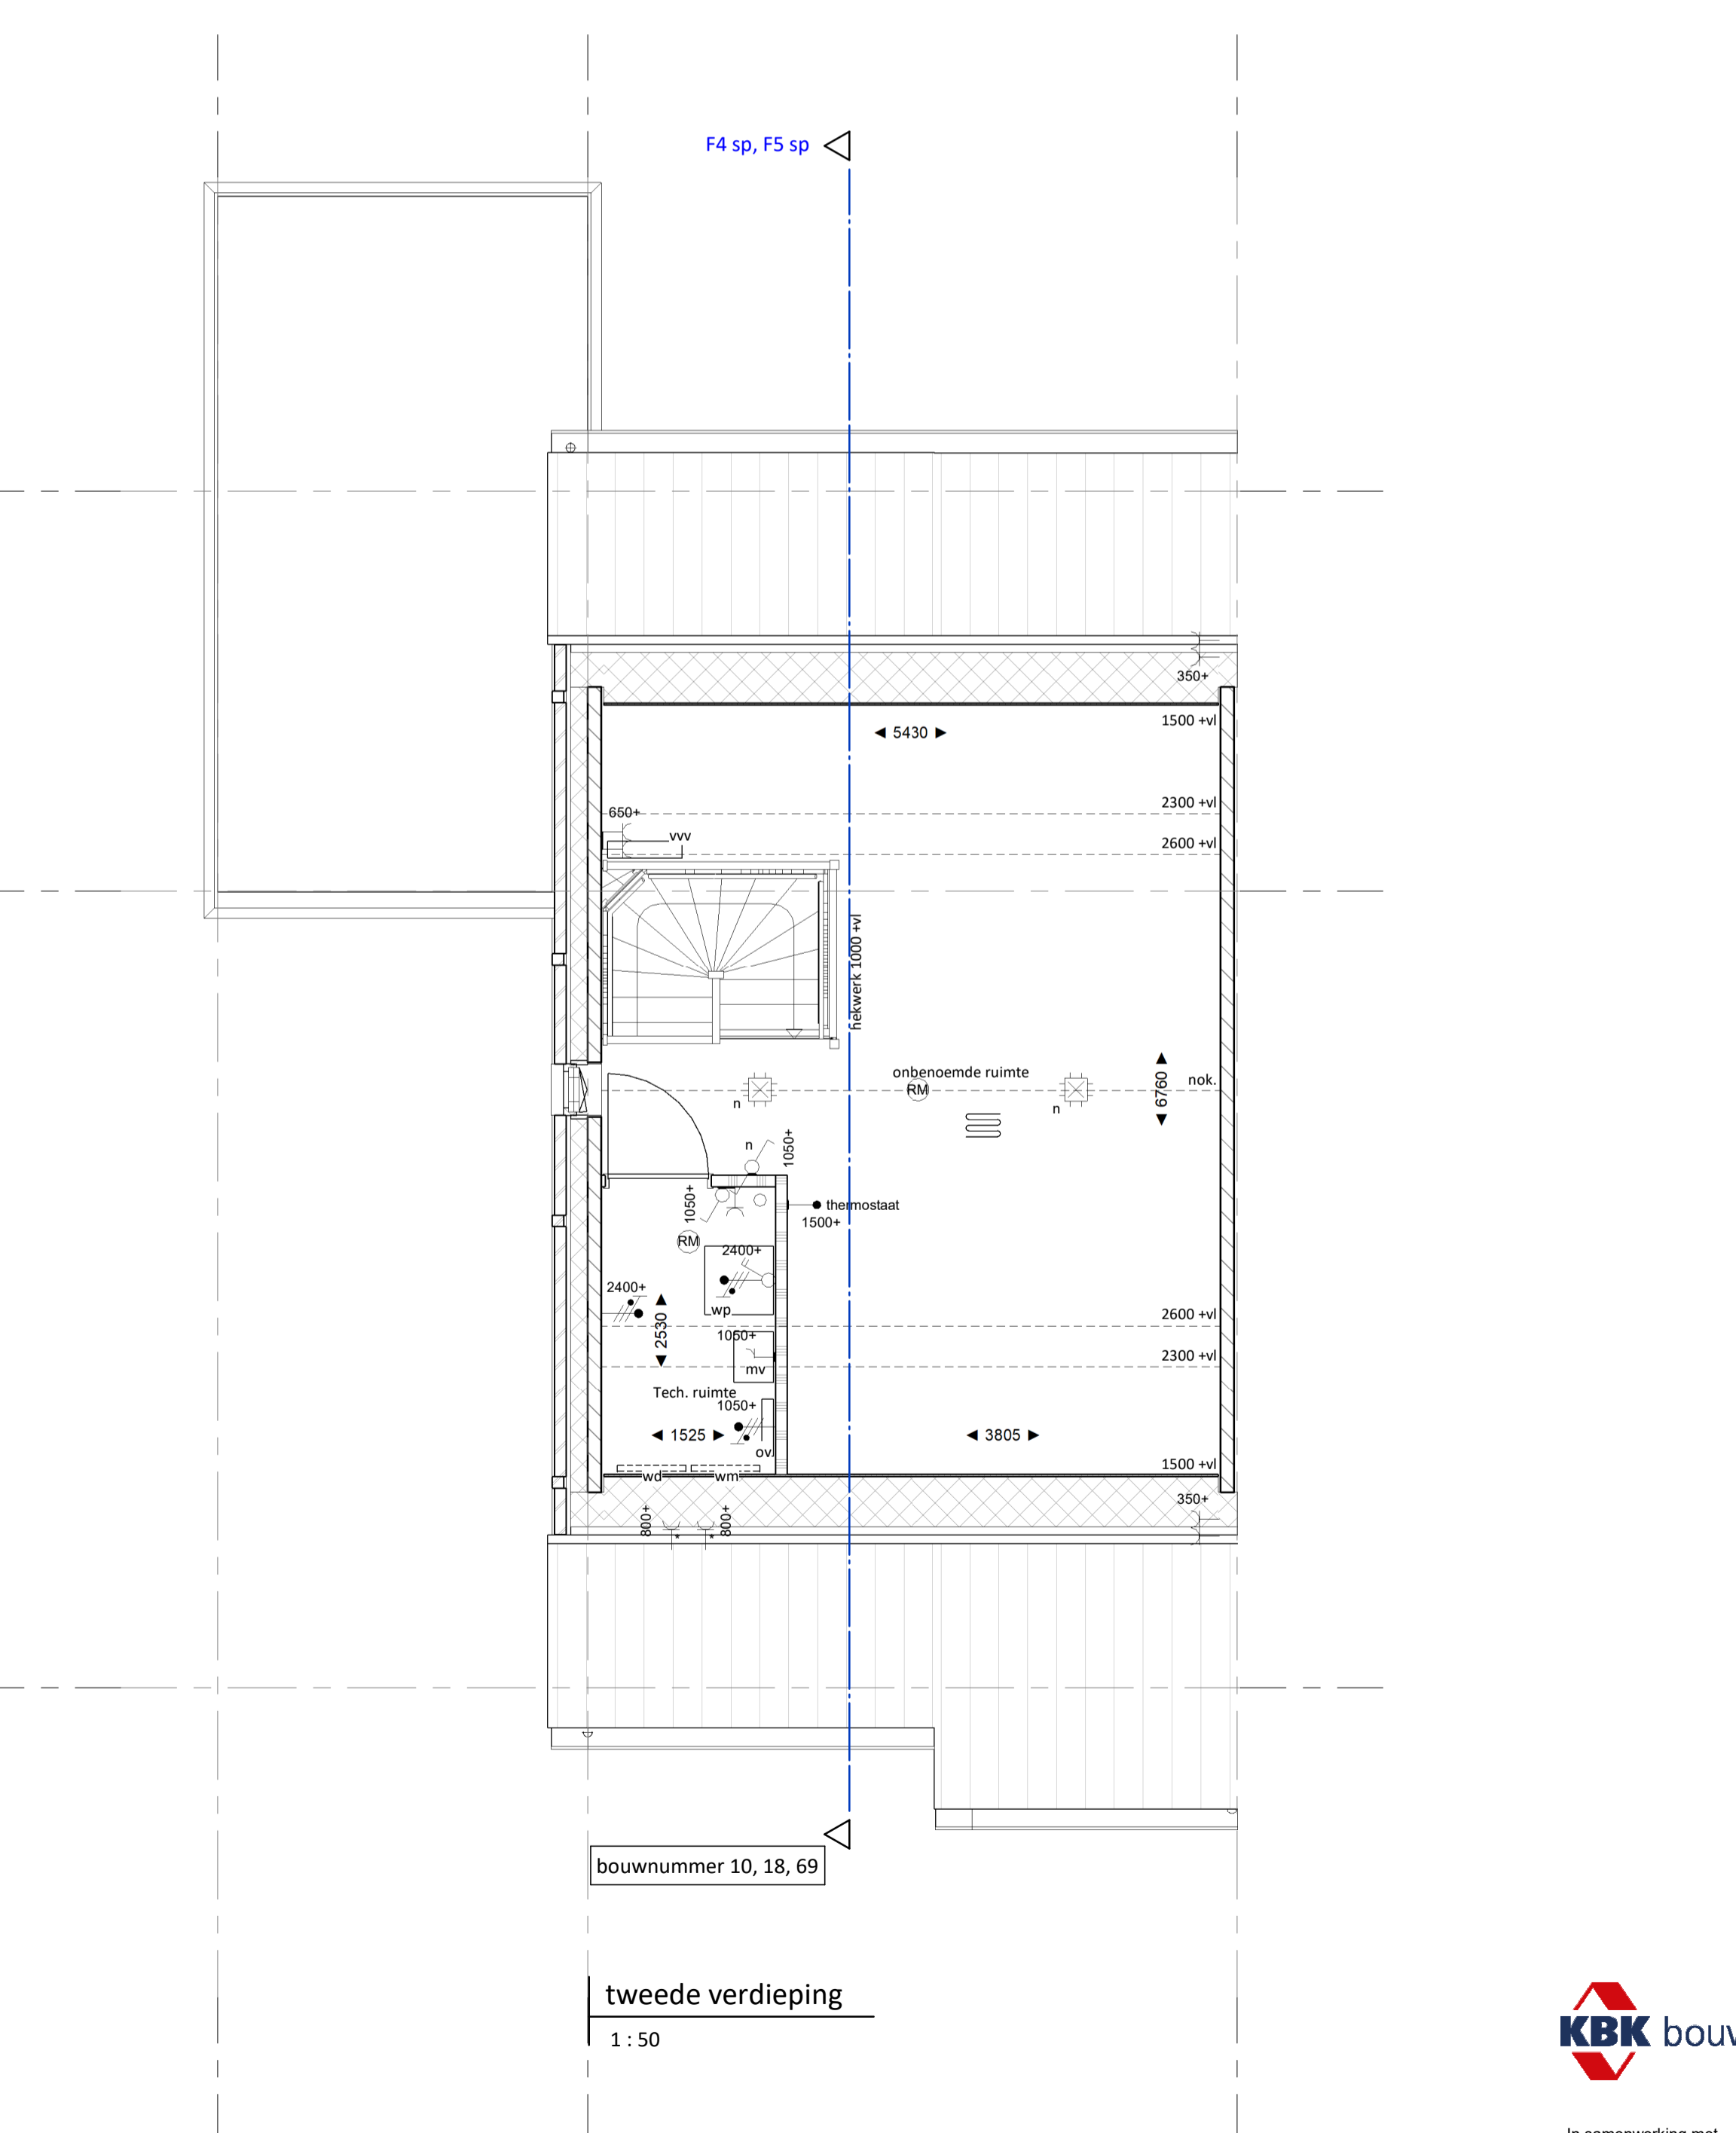 F4 sp, F5 sp
350+
1500 +vl
5430
2300 +vl
650+
vvv
2600 +vl
hekwerk 1000 +vl
onbenoemde ruimte
RM
nok.
6760
n
n
n
1050+
1050+
thermostaat
1500+
RM
2400+
2400+
wp
2530
2600 +vl
1050+
mv
2300 +vl
Tech. ruimte
1050+
1525
3805
ov.
1500 +vl
wd
wm
350+
800+
800+
bouwnummer 10, 18, 69
tweede verdieping
1 : 50
KBK bouw
In samenwerking met